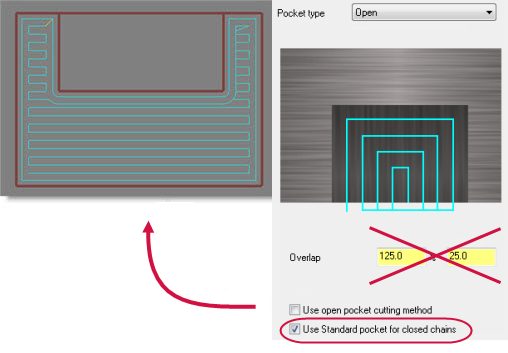 Pocket type
Open
Overlap
125.0
25.0
Use open pocket cutting method
Use Standard pocket for closed chains